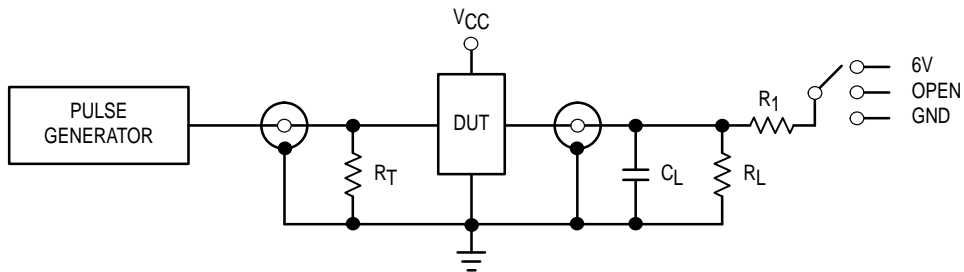 VCC
PULSE
GENERATOR
DUT
RT
CL
RL
R1
6V
OPEN
GND